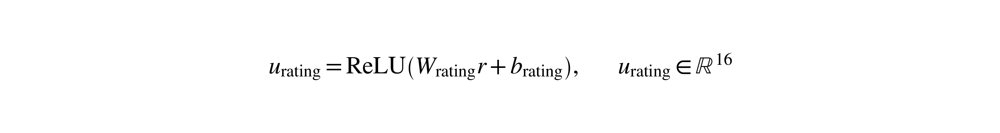 u_rating = ReLU(W_rating r + b_rating), u_rating ∈ ℝ^16